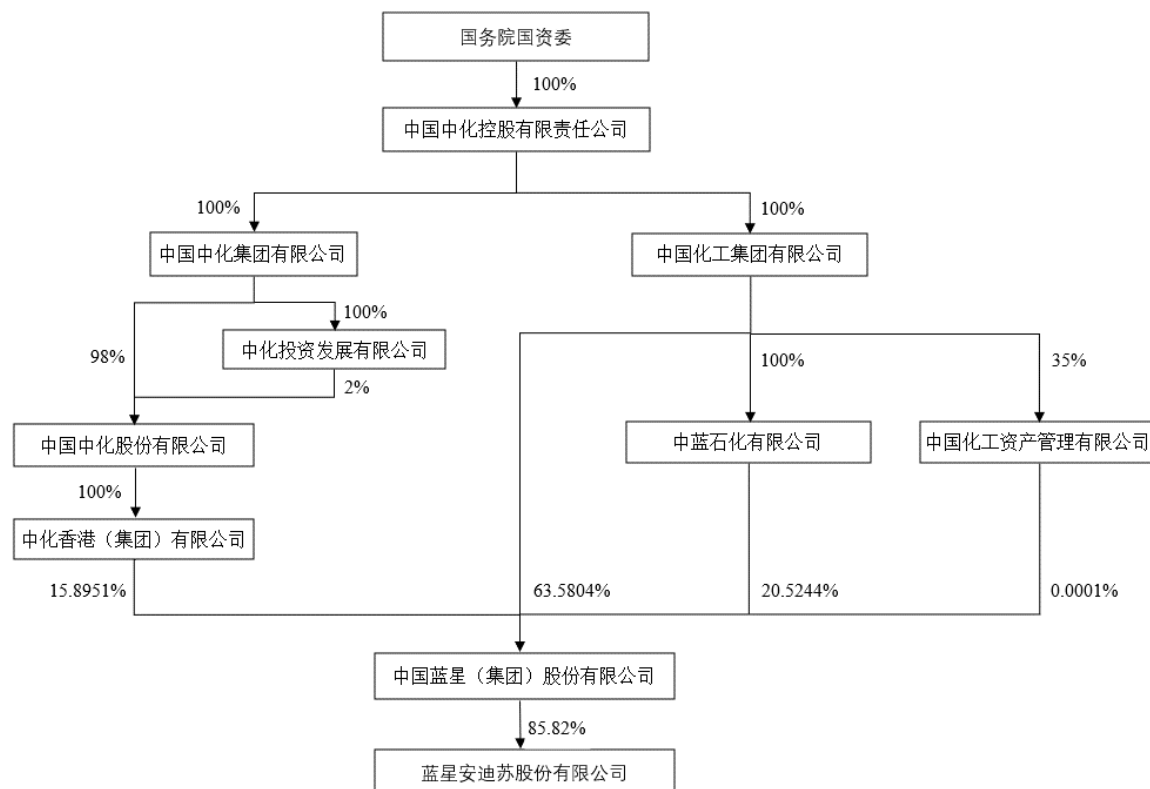 国务院国资委
100%
中国中化控股有限责任公司
100%
100%
中国中化集团有限公司
中国化工集团有限公司
100%
中化投资发展有限公司
98%
100%
35%
2%
中国中化股份有限公司
中蓝石化有限公司
中国化工资产管理有限公司
100%
中化香港（集团）有限公司
15.8951%
63.5804%
20.5244%
0.0001%
中国蓝星（集团）股份有限公司
85.82%
蓝星安迪苏股份有限公司